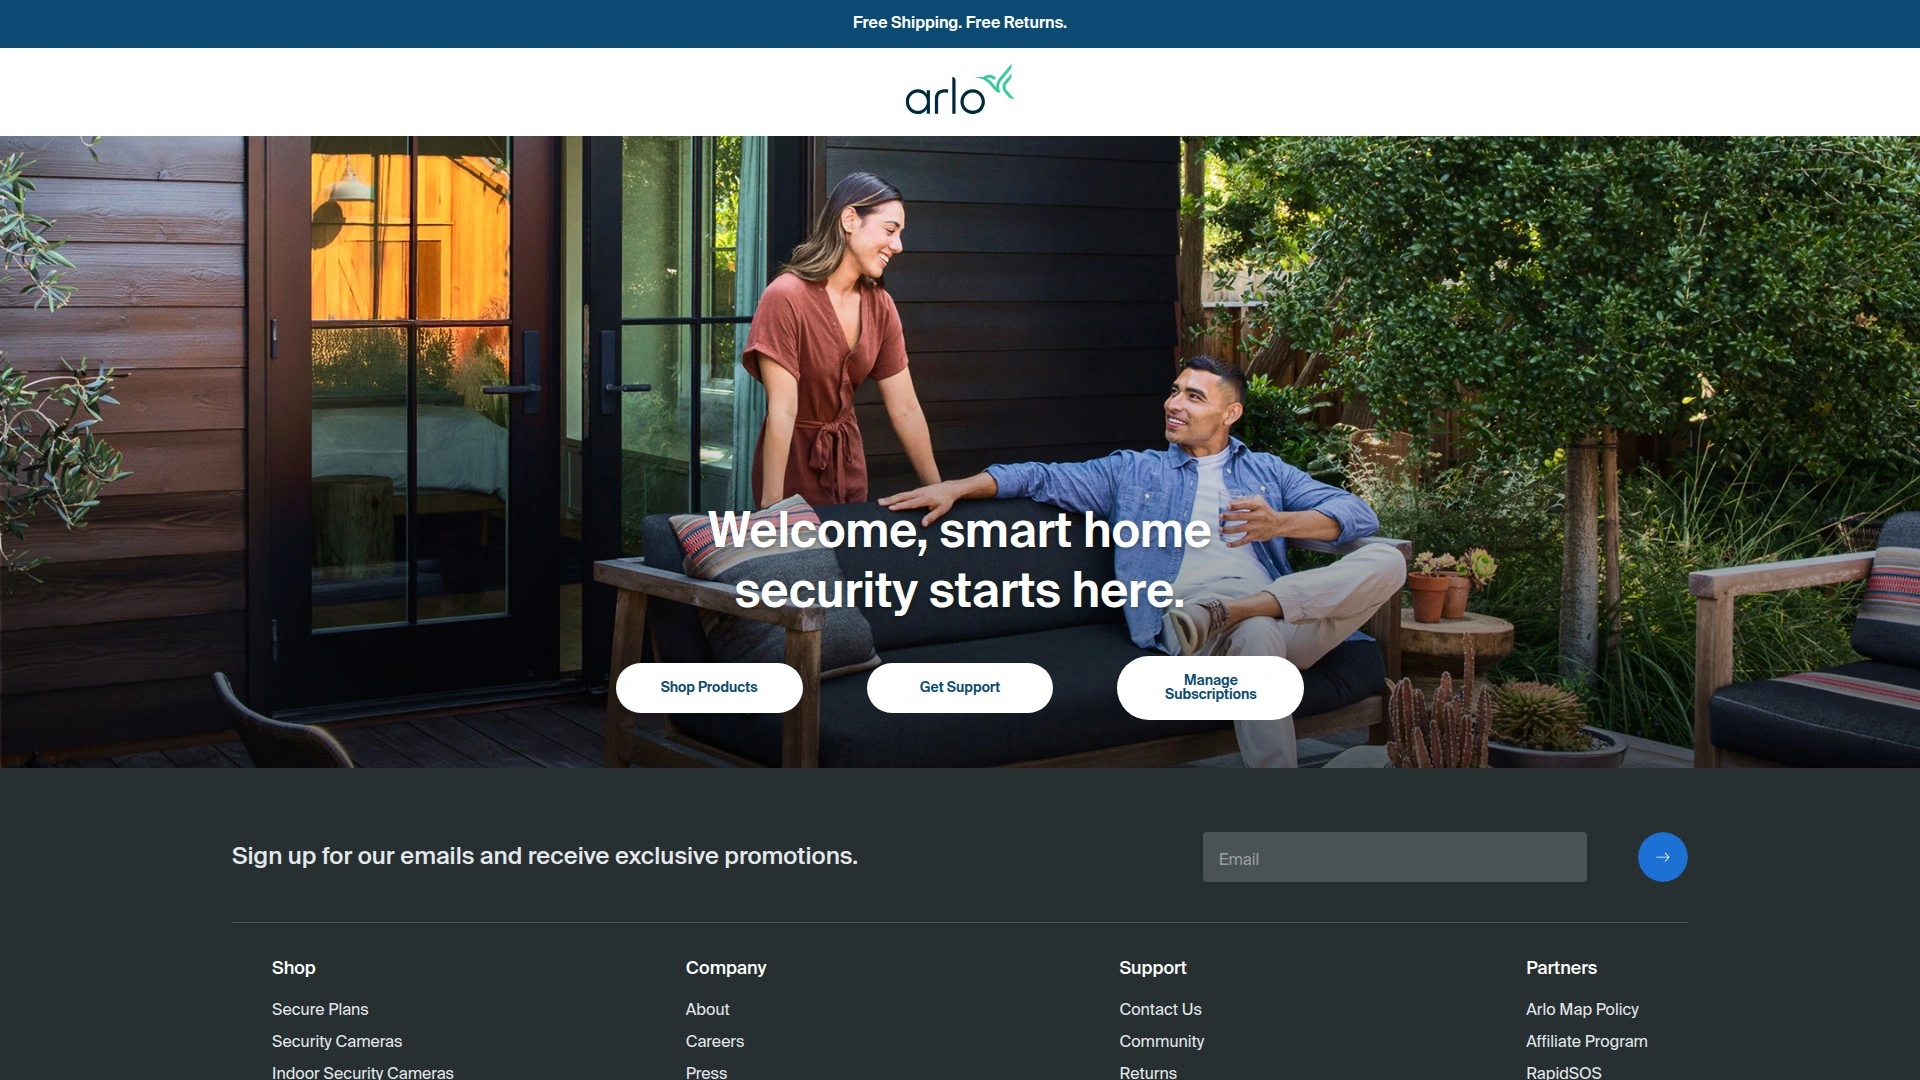 Free Shipping. Free Returns.
arlo
Welcome, smart home
security starts here.
Shop Products
Get Support
Manage
Subscriptions
Sign up for our emails and receive exclusive promotions.
Email
Shop
Company
Support
Partners
Secure Plans
About
Contact Us
Arlo Map Policy
Security Cameras
Careers
Community
Affiliate Program
Indoor Security Cameras
Press
Returns
RapidSOS